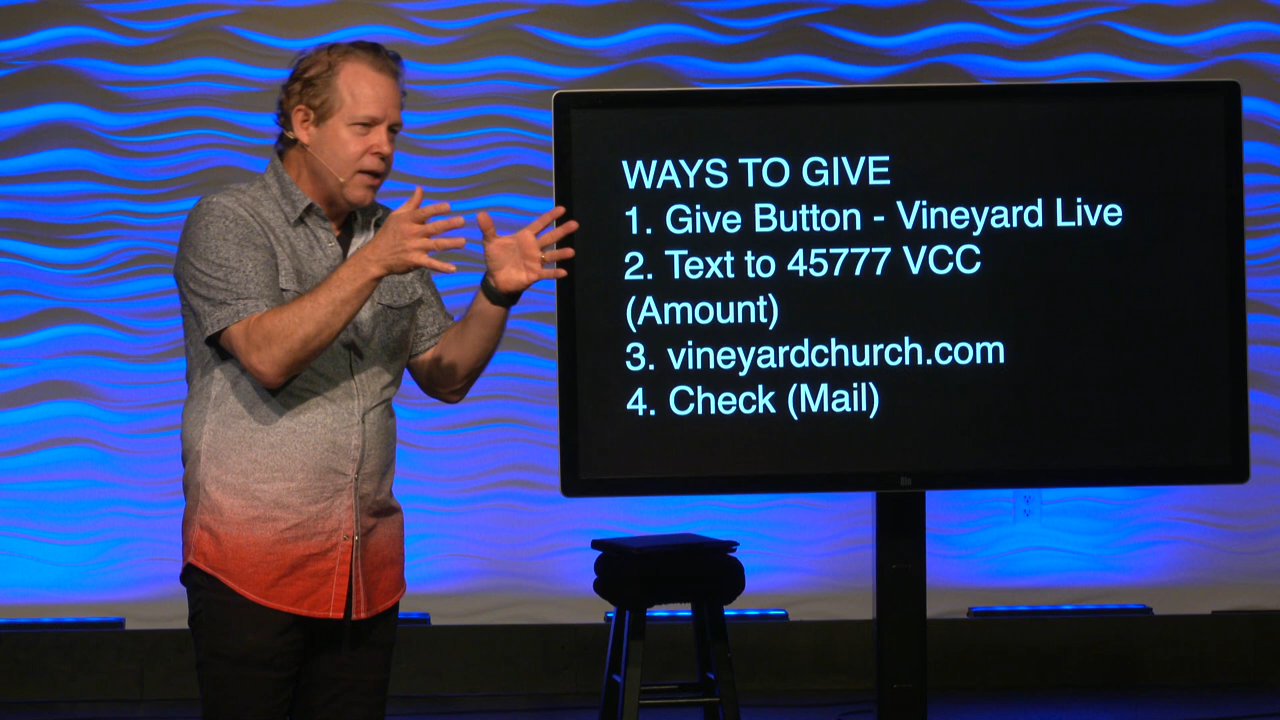 WAYS TO GIVE
1. Give Button - Vineyard Live
2. Text to 45777 VCC
(Amount)
3. vineyardchurch.com
4. Check (Mail)
elo